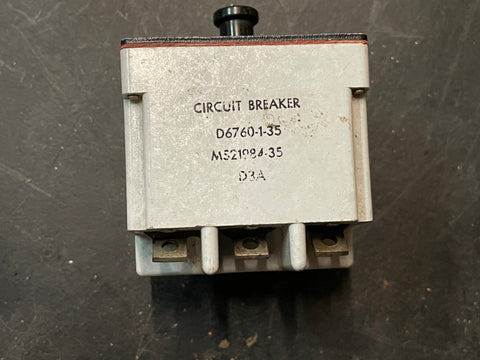 CIRCUIT BREAKER
D6760-1-35
MS21984-35
D3A